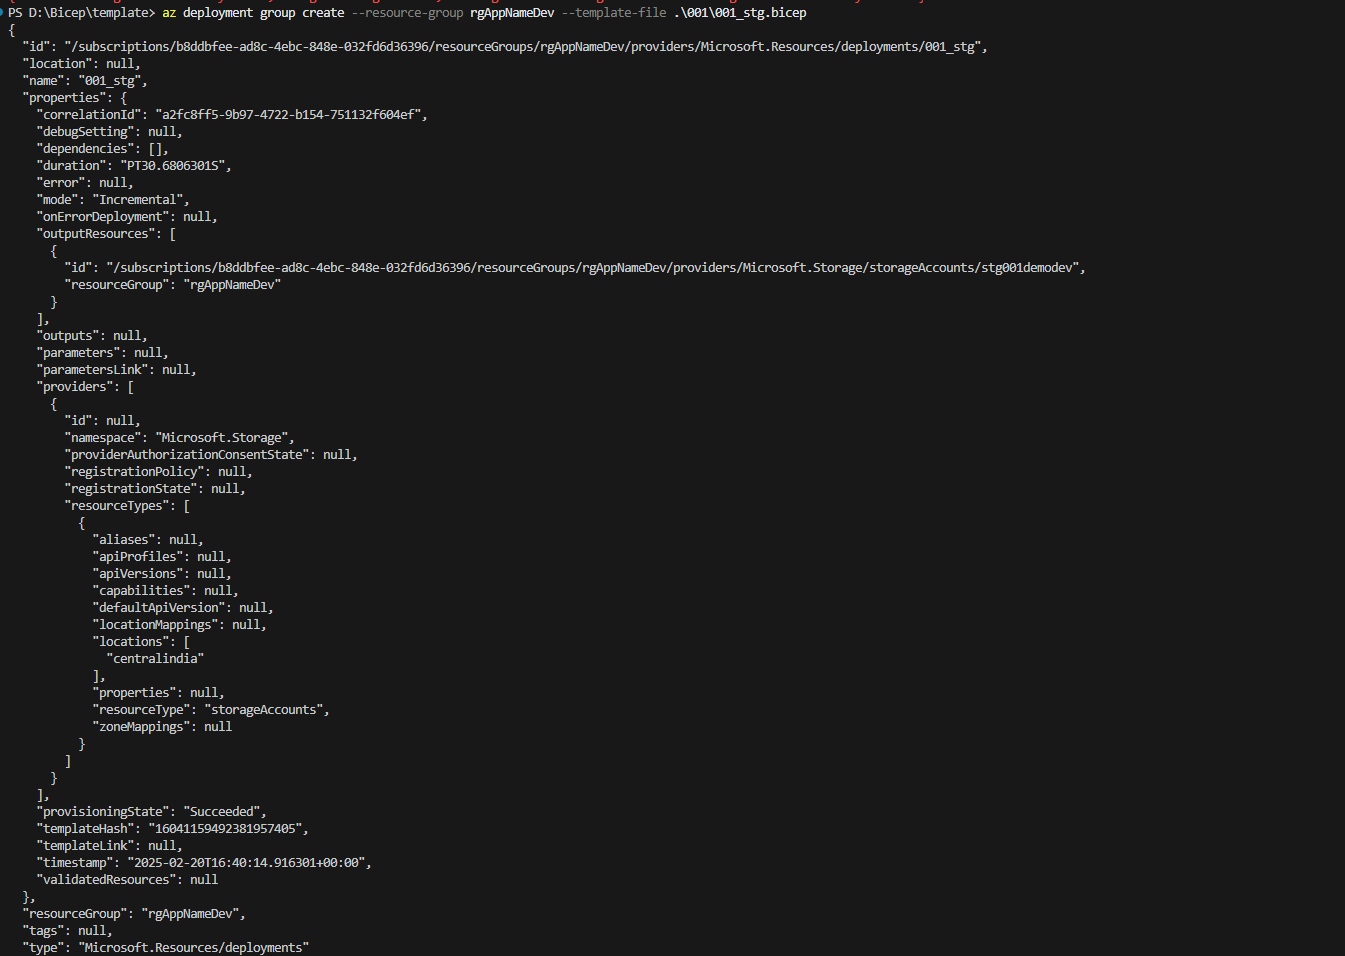 PS D:\Bicep\template> az deployment group create --resource-group rgAppNameDev --template-file .\001\001_stg.bicep
{
  "id": "/subscriptions/b8ddbfee-ad8c-4ebc-848e-032fd6d36396/resourceGroups/rgAppNameDev/providers/Microsoft.Resources/deployments/001_stg",
  "location": null,
  "name": "001_stg",
  "properties": {
    "correlationId": "a2fc8ff5-9b97-4722-b154-751132f604ef",
    "debugSetting": null,
    "dependencies": [],
    "duration": "PT30.6806301S",
    "error": null,
    "mode": "Incremental",
    "onErrorDeployment": null,
    "outputResources": [
      {
        "id": "/subscriptions/b8ddbfee-ad8c-4ebc-848e-032fd6d36396/resourceGroups/rgAppNameDev/providers/Microsoft.Storage/storageAccounts/stg001demodev",
        "resourceGroup": "rgAppNameDev"
      }
    ],
    "outputs": null,
    "parameters": null,
    "parametersLink": null,
    "providers": [
      {
        "id": null,
        "namespace": "Microsoft.Storage",
        "providerAuthorizationConsentState": null,
        "registrationPolicy": null,
        "registrationState": null,
        "resourceTypes": [
          {
            "aliases": null,
            "apiProfiles": null,
            "apiVersions": null,
            "capabilities": null,
            "defaultApiVersion": null,
            "locationMappings": null,
            "locations": [
              "centralindia"
            ],
            "properties": null,
            "resourceType": "storageAccounts",
            "zoneMappings": null
          }
        ]
      }
    ],
    "provisioningState": "Succeeded",
    "templateHash": "16041159492381957405",
    "templateLink": null,
    "timestamp": "2025-02-20T16:40:14.916301+00:00",
    "validatedResources": null
  },
  "resourceGroup": "rgAppNameDev",
  "tags": null,
  "type": "Microsoft.Resources/deployments"